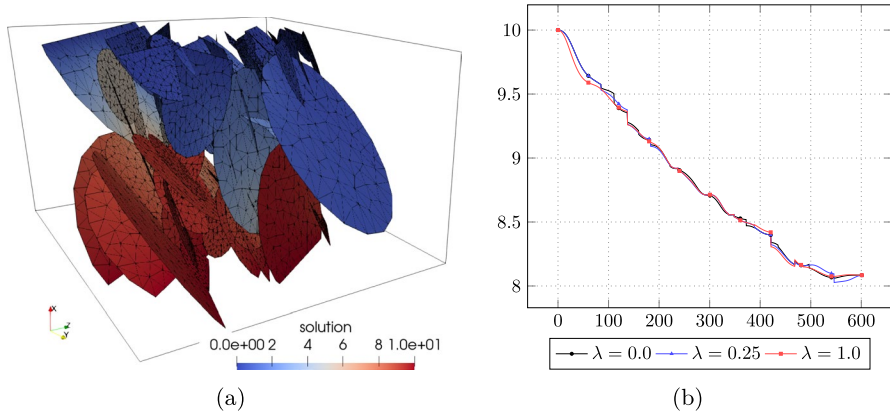 X
Z
Y
solution
0.0e+00 2 4 6 8 1.0e+01
(a)
10
9.5
9
8.5
8
0 100 200 300 400 500 600
λ = 0.0 λ = 0.25 λ = 1.0
(b)